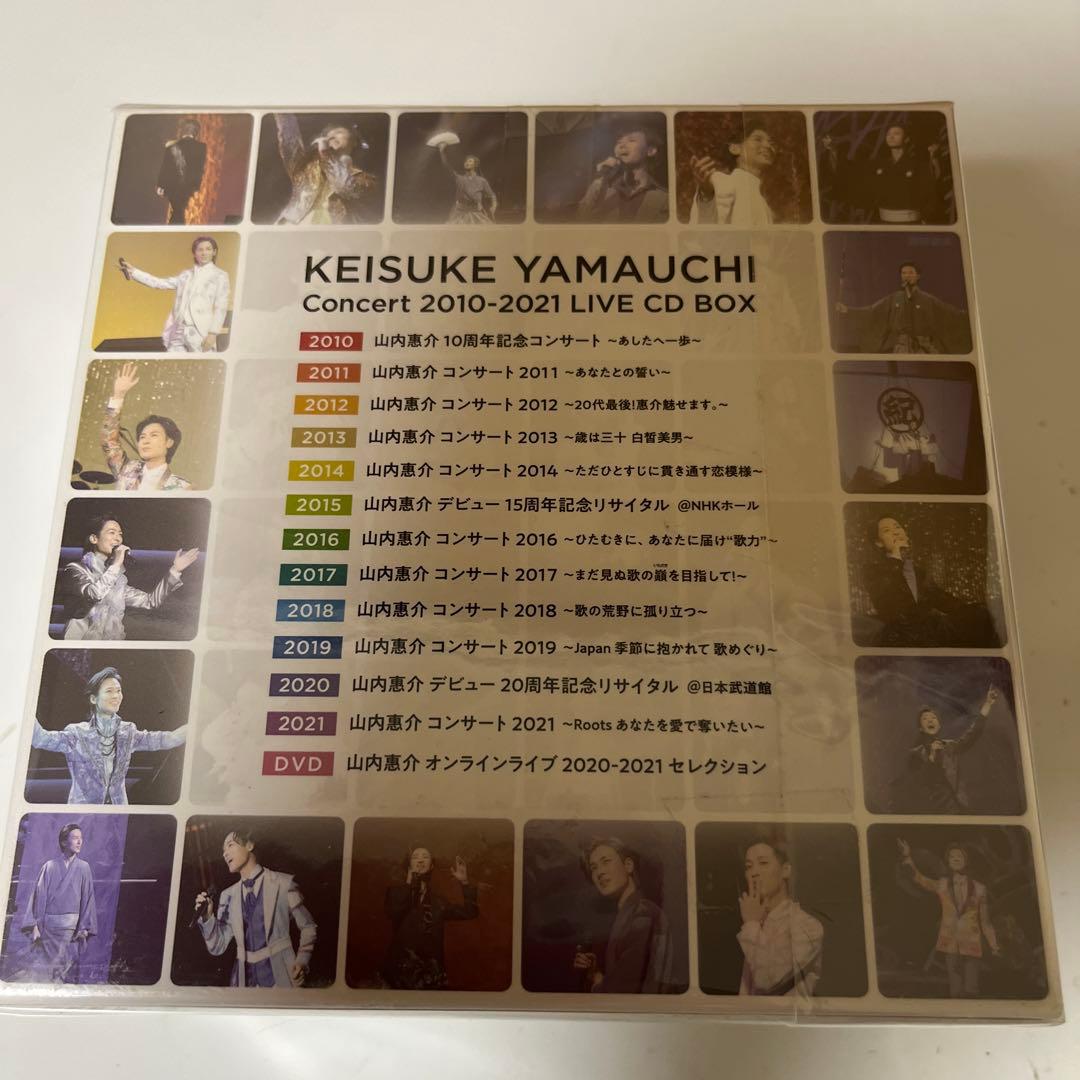 KEISUKE YAMAUCHI
Concert 2010-2021 LIVE CD BOX
2010 山内惠介 10周年記念コンサート ～あしたへ一歩～
2011 山内惠介 コンサート 2011 ～あなたとの誓い～
2012 山内惠介 コンサート 2012 ～20代最後!惠介魅せます。～
2013 山内惠介 コンサート 2013 ～歳は三十 白皙美男～
2014 山内惠介 コンサート 2014 ～ただひとすじに貫き通す恋模様～
2015 山内惠介 デビュー 15周年記念リサイタル @NHKホール
2016 山内惠介 コンサート 2016 ～ひたむきに、あなたに届け“歌力”～
2017 山内惠介 コンサート 2017 ～まだ見ぬ歌の巓を目指して!～
2018 山内惠介 コンサート 2018 ～歌の荒野に孤り立つ～
2019 山内惠介 コンサート 2019 ～Japan 季節に抱かれて 歌めぐり～
2020 山内惠介 デビュー 20周年記念リサイタル @日本武道館
2021 山内惠介 コンサート 2021 ～Roots あなたを愛で奪いたい～
DVD 山内惠介 オンラインライブ 2020-2021 セレクション